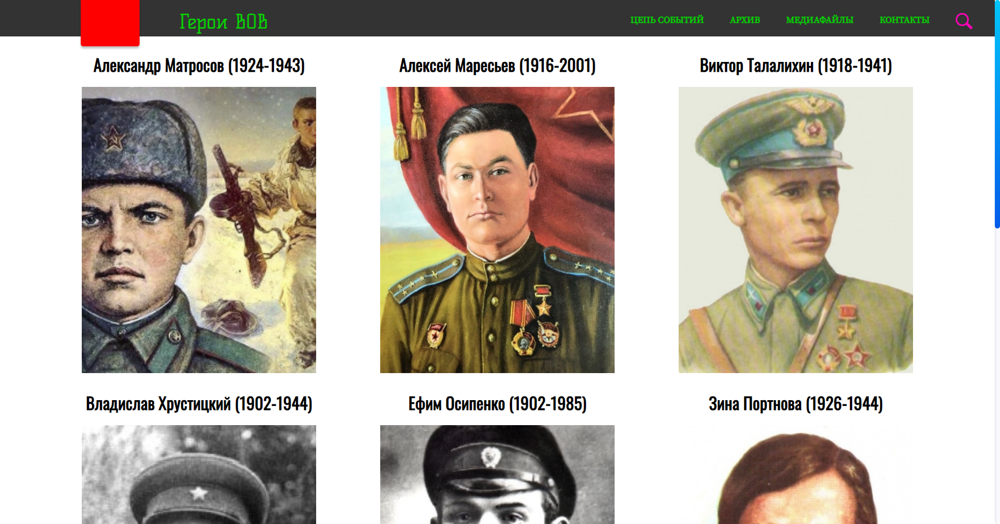 Герои ВОВ
ЦЕПЬ СОБЫТИЙ
АРХИВ
МЕДИАФАЙЛЫ
КОНТАКТЫ
Александр Матросов (1924-1943)
Алексей Маресьев (1916-2001)
Виктор Талалихин (1918-1941)
Владислав Хрустицкий (1902-1944)
Ефим Осипенко (1902-1985)
Зина Портнова (1926-1944)